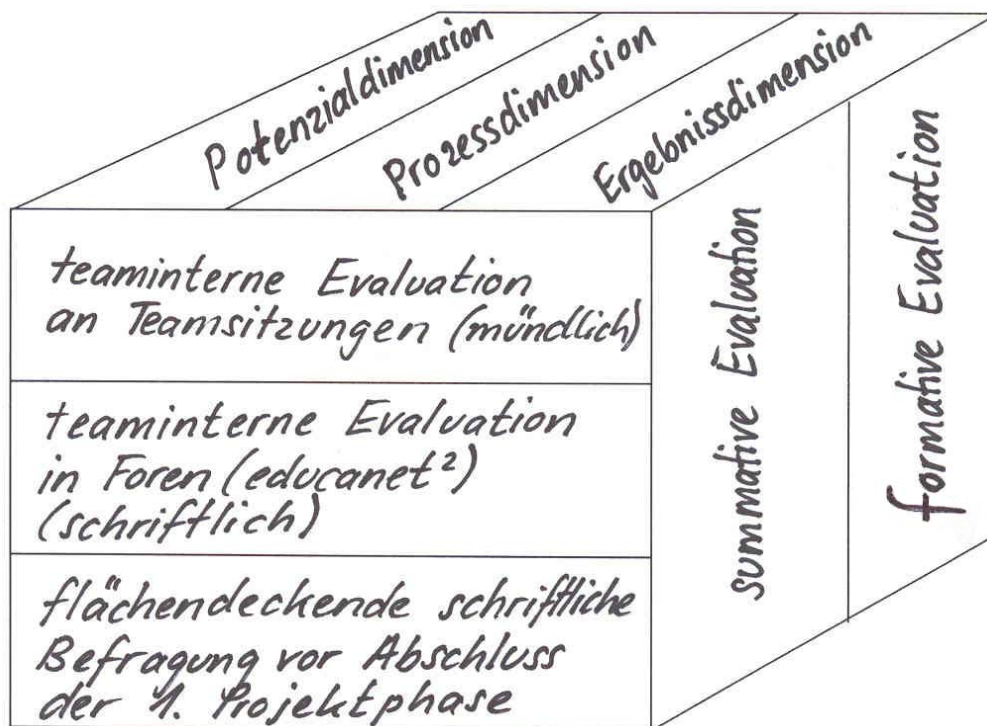 Potenzialdimension
Prozessdimension
Ergebnissdimension
teaminterne Evaluation
an Teamsitzungen (mündlich)
teaminterne Evaluation
in Foren (educanet²)
(schriftlich)
flächendeckende schriftliche
Befragung vor Abschluss
der 1. Projektphase
summative Evaluation
formative Evaluation